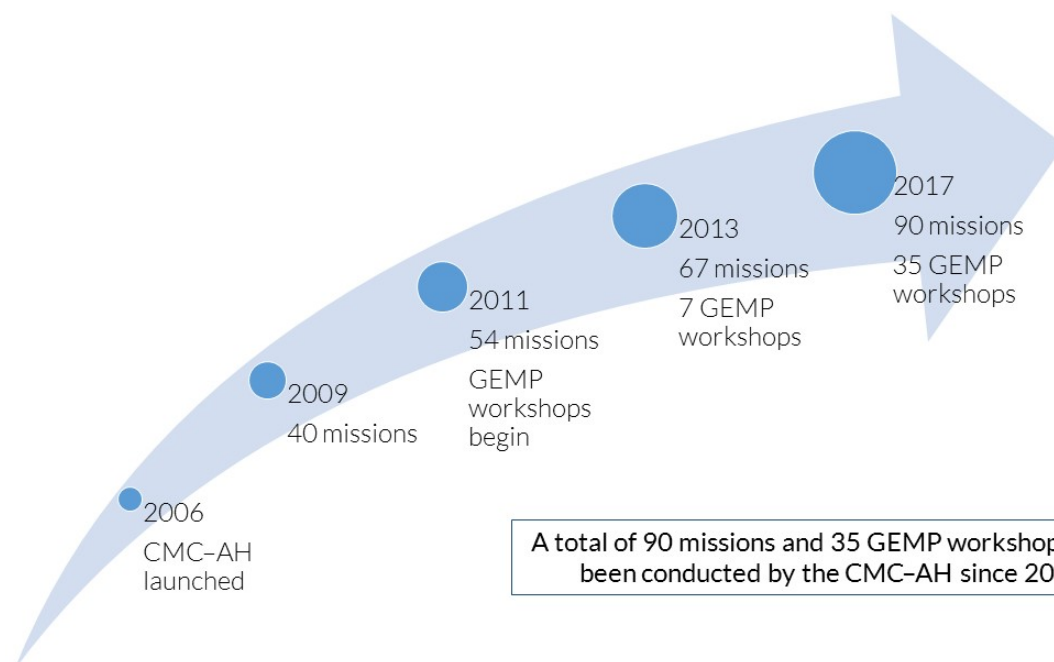 2006
CMC–AH
launched
2009
40 missions
2011
54 missions
GEMP
workshops
begin
2013
67 missions
7 GEMP
workshops
2017
90 missions
35 GEMP
workshops
A total of 90 missions and 35 GEMP
been conducted by the CMC–AH since